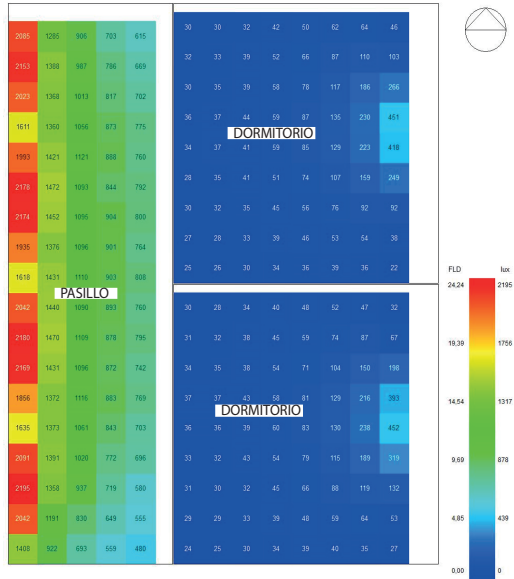 2085 1285 906 703 615 30 30 32 42 50 62 64 46
2153 1388 987 786 669 32 33 39 52 66 87 110 103
2023 1368 1013 817 702 30 35 39 58 78 117 186 266
1611 1360 1056 873 775 36 37 44 59 87 135 230 461
DORMITORIO
1993 1421 1121 888 760 34 37 41 59 85 129 223 418
2178 1472 1093 844 792 28 35 41 51 74 107 159 249
2174 1452 1095 904 800 30 32 35 45 56 76 92 92
1935 1376 1096 901 764 27 28 33 39 46 53 54 38
1618 1431 1110 903 808 25 26 30 34 36 39 36 22
FLD lux
PASILLO
24,24 2195
2042 1440 1090 893 760 30 28 34 40 48 52 47 32
2180 1470 1109 878 795 31 32 38 45 59 74 87 67
19,39 1756
2169 1431 1096 872 742 34 35 38 54 71 104 150 198
1856 1372 1116 883 769 37 37 43 58 81 129 216 393
14,54 1317
DORMITORIO
1635 1373 1061 843 703 36 36 39 60 83 130 238 452
2091 1391 1020 772 696 33 32 43 54 79 115 189 319
9,69 878
2195 1358 937 719 580 31 30 32 45 66 88 119 132
2042 1191 830 649 555 29 29 33 39 48 59 64 53
4,85 439
1408 922 693 559 480 24 25 30 34 39 40 35 27
0,00 0